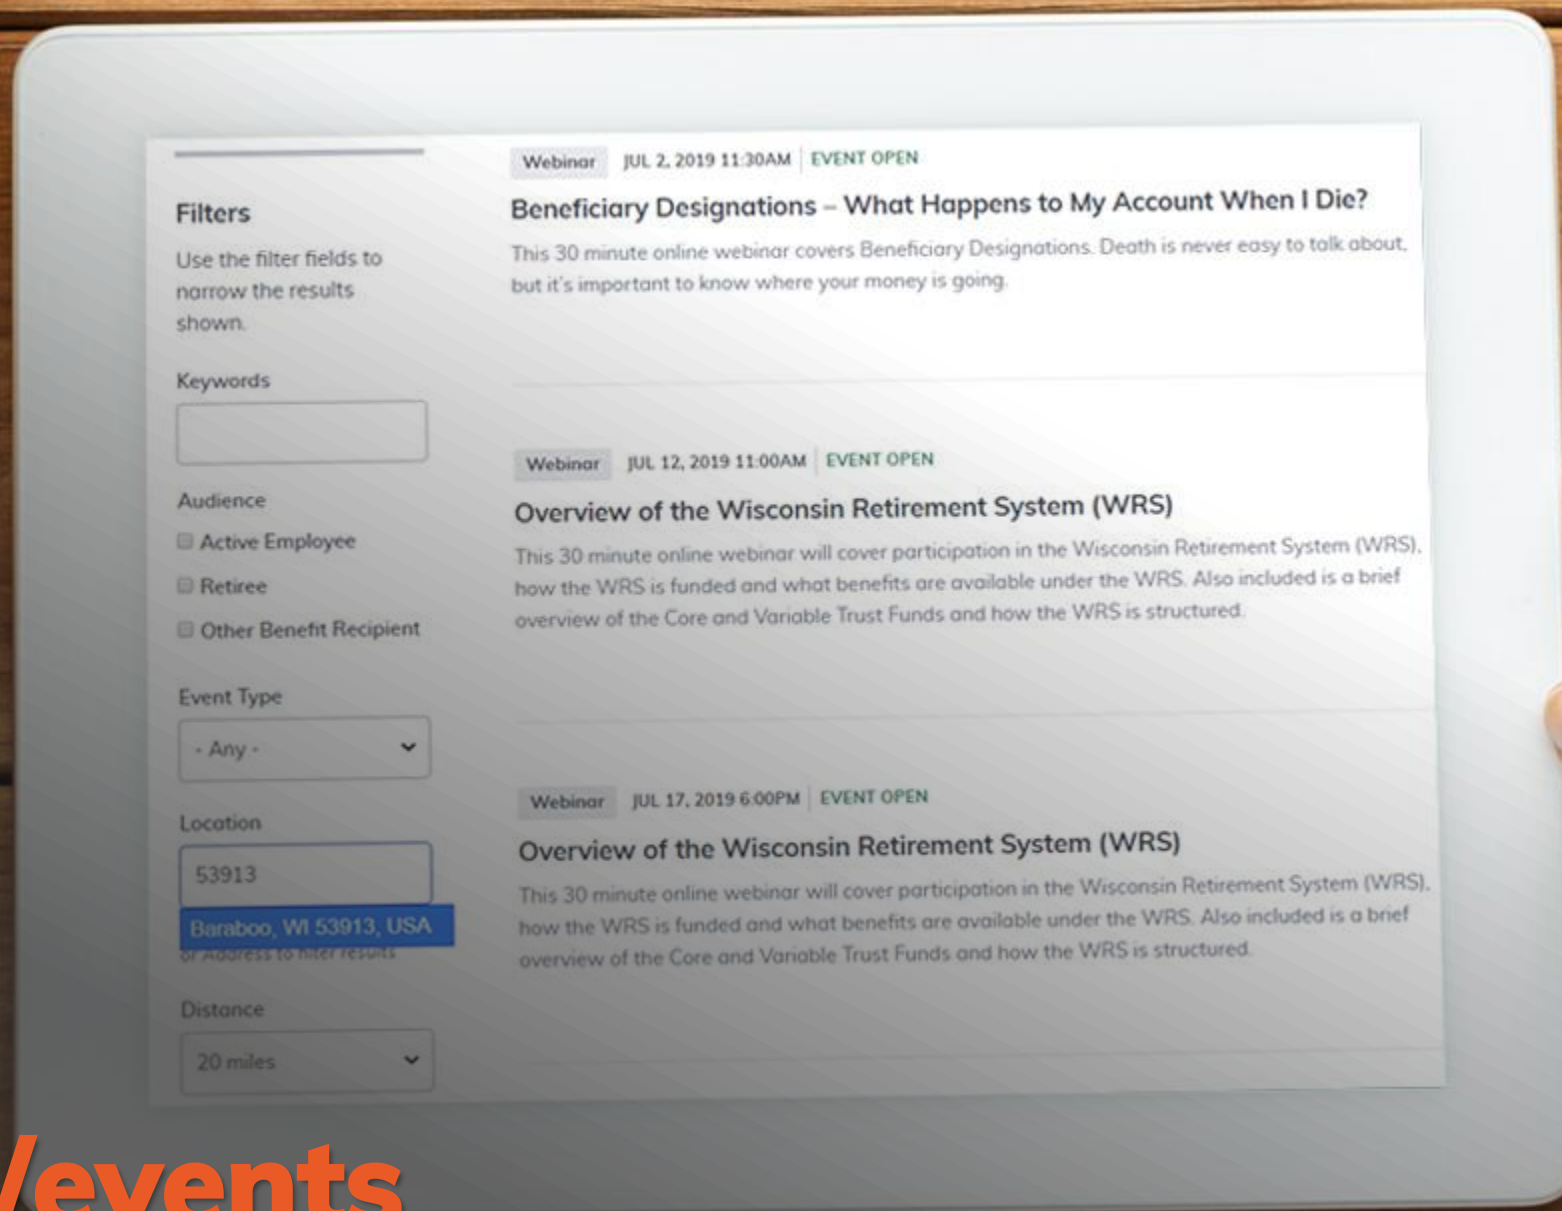 Filters
Use the filter fields to
narrow the results
shown.
Keywords
Audience
Active Employee
Retiree
Other Benefit Recipient
Event Type
- Any -
Location
53913
Baraboo, WI 53913, USA
or Address to filter results
Distance
20 miles
Webinar JUL 2, 2019 11:30AM EVENT OPEN
Beneficiary Designations – What Happens to My Account When I Die?
This 30 minute online webinar covers Beneficiary Designations. Death is never easy to talk about,
but it's important to know where your money is going.
Webinar JUL 12, 2019 11:00AM EVENT OPEN
Overview of the Wisconsin Retirement System (WRS)
This 30 minute online webinar will cover participation in the Wisconsin Retirement System (WRS),
how the WRS is funded and what benefits are available under the WRS. Also included is a brief
overview of the Core and Variable Trust Funds and how the WRS is structured.
Webinar JUL 17, 2019 6:00PM EVENT OPEN
Overview of the Wisconsin Retirement System (WRS)
This 30 minute online webinar will cover participation in the Wisconsin Retirement System (WRS),
how the WRS is funded and what benefits are available under the WRS. Also included is a brief
overview of the Core and Variable Trust Funds and how the WRS is structured.
/events